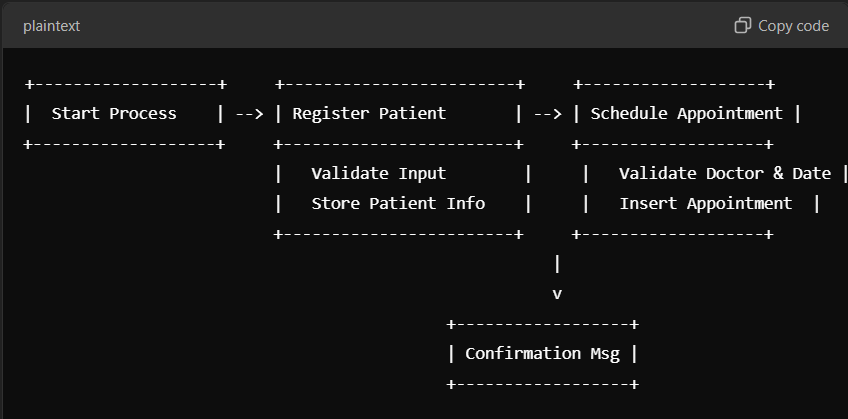 plaintext Copy code
+-------------------+     +------------------------+     +-------------------+
|  Start Process    | --> | Register Patient       | --> | Schedule Appointment |
+-------------------+     +------------------------+     +-------------------+
                          |   Validate Input        |     |   Validate Doctor & Date |
                          |   Store Patient Info    |     |   Insert Appointment  |
                          +------------------------+     +-------------------+
                                                       |
                                                       v
                                            +------------------+
                                            | Confirmation Msg |
                                            +------------------+